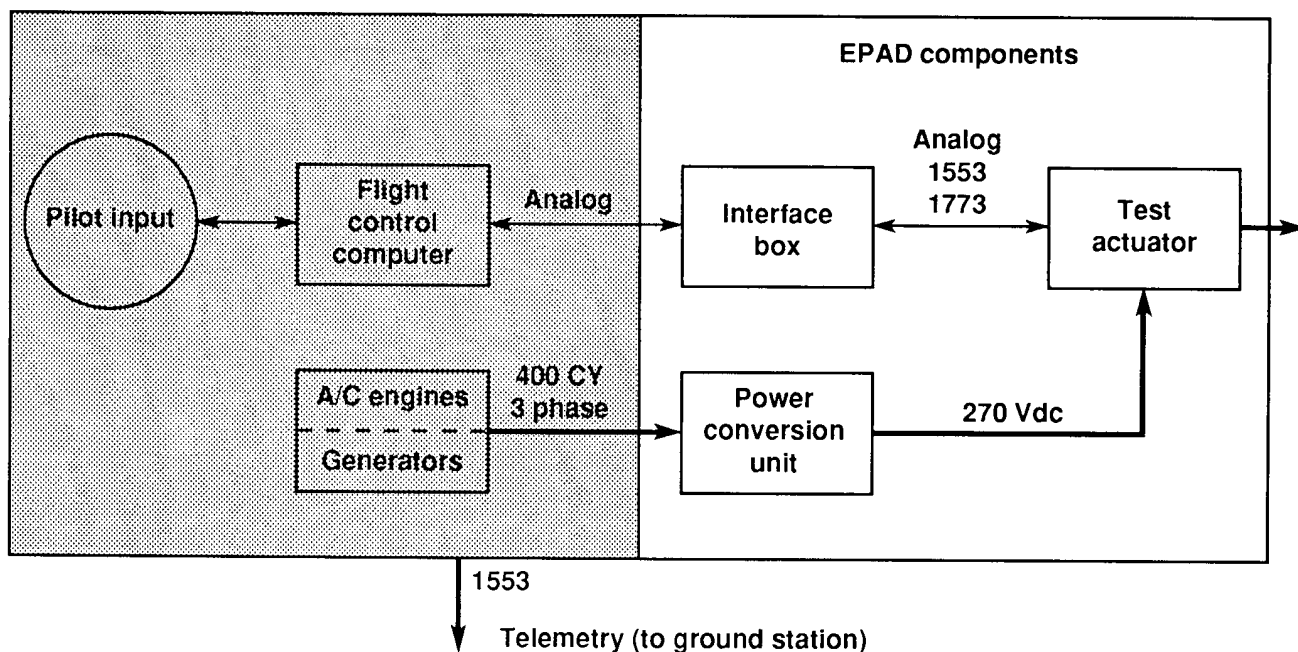 EPAD components
Pilot input
Flight
control
computer
Analog
Interface
box
Analog
1553
1773
Test
actuator
A/C engines
Generators
400 CY
3 phase
Power
conversion
unit
270 Vdc
1553
Telemetry (to ground station)